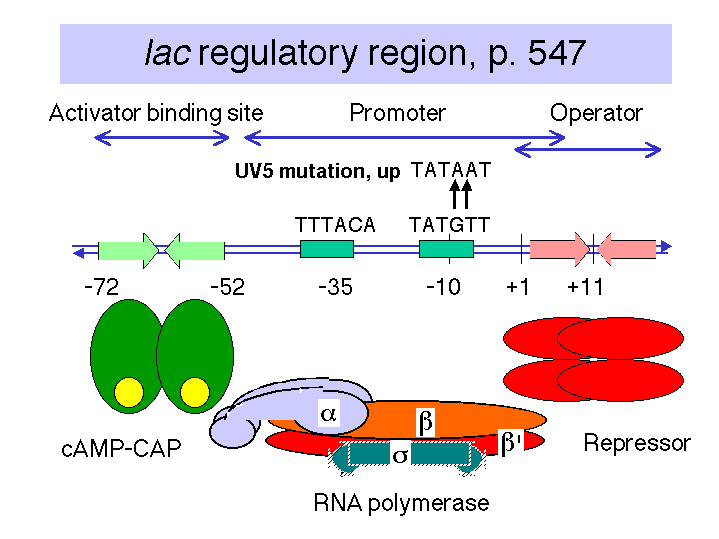 lac regulatory region, p. 547
Activator binding site Promoter Operator
UV5 mutation, up TATAAT
TTTACA TATGTT
-72 -52 -35 -10 +1 +11
α β
cAMP-CAP σ β' Repressor
RNA polymerase